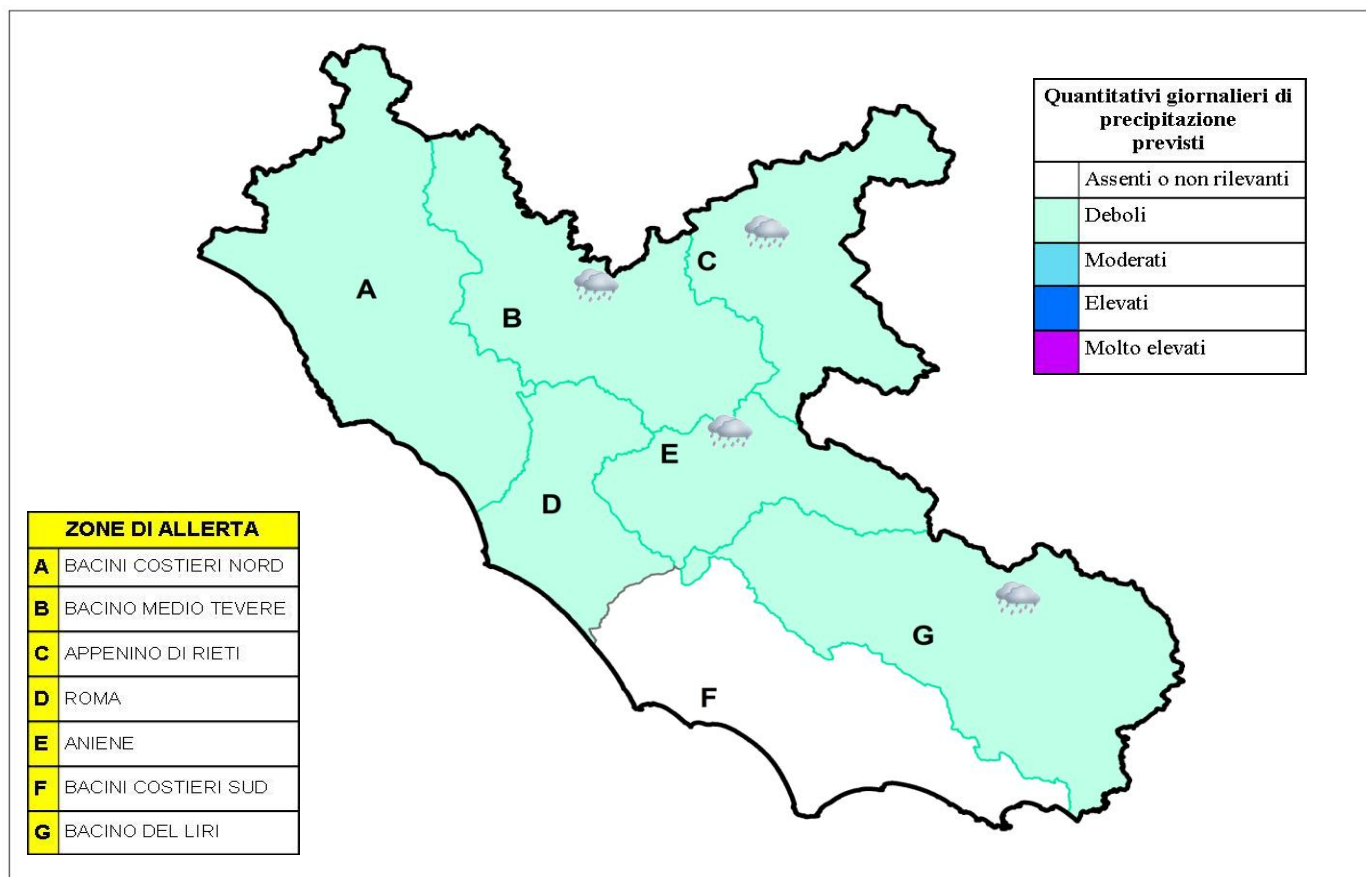 Quantitativi giornalieri di
precipitazione
previsti
Assenti o non rilevanti
Deboli
Moderati
Elevati
Molto elevati
A
B
C
D
E
F
G
ZONE DI ALLERTA
A BACINI COSTIERI NORD
B BACINO MEDIO TEVERE
C APPENINO DI RIETI
D ROMA
E ANIENE
F BACINI COSTIERI SUD
G BACINO DEL LIRI